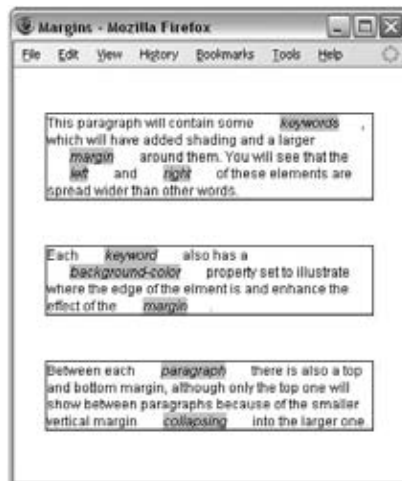 Margins - Mozilla Firefox
File Edit View History Bookmarks Tools Help
This paragraph will contain some keywords ,
which will have added shading and a larger
margin around them. You will see that the
left and right of these elements are
spread wider than other words.
Each keyword also has a
background-color property set to illustrate
where the edge of the elment is and enhance the
effect of the margin .
Between each paragraph there is also a top
and bottom margin, although only the top one will
show between paragraphs because of the smaller
vertical margin collapsing into the larger one